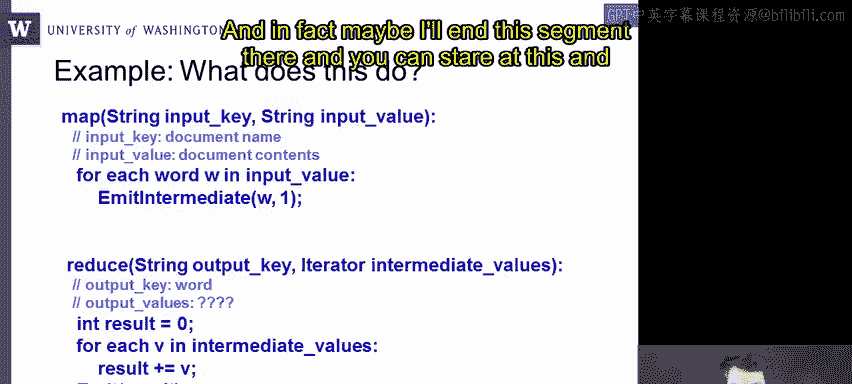 And in fact maybe I'll end this segment
there and you can stare at this and
中英字幕课程资源@bilibili.com
W UNIVERSITY of WASHINGTON
Example: What does this do?
map(String input_key, String input_value):
// input_key: document name
// input_value: document contents
for each word w in input_value:
EmitIntermediate(w, 1);
reduce(String output_key, Iterator intermediate_values):
// output_key: word
// output_values: ????
int result = 0;
for each v in intermediate_values:
result += v;